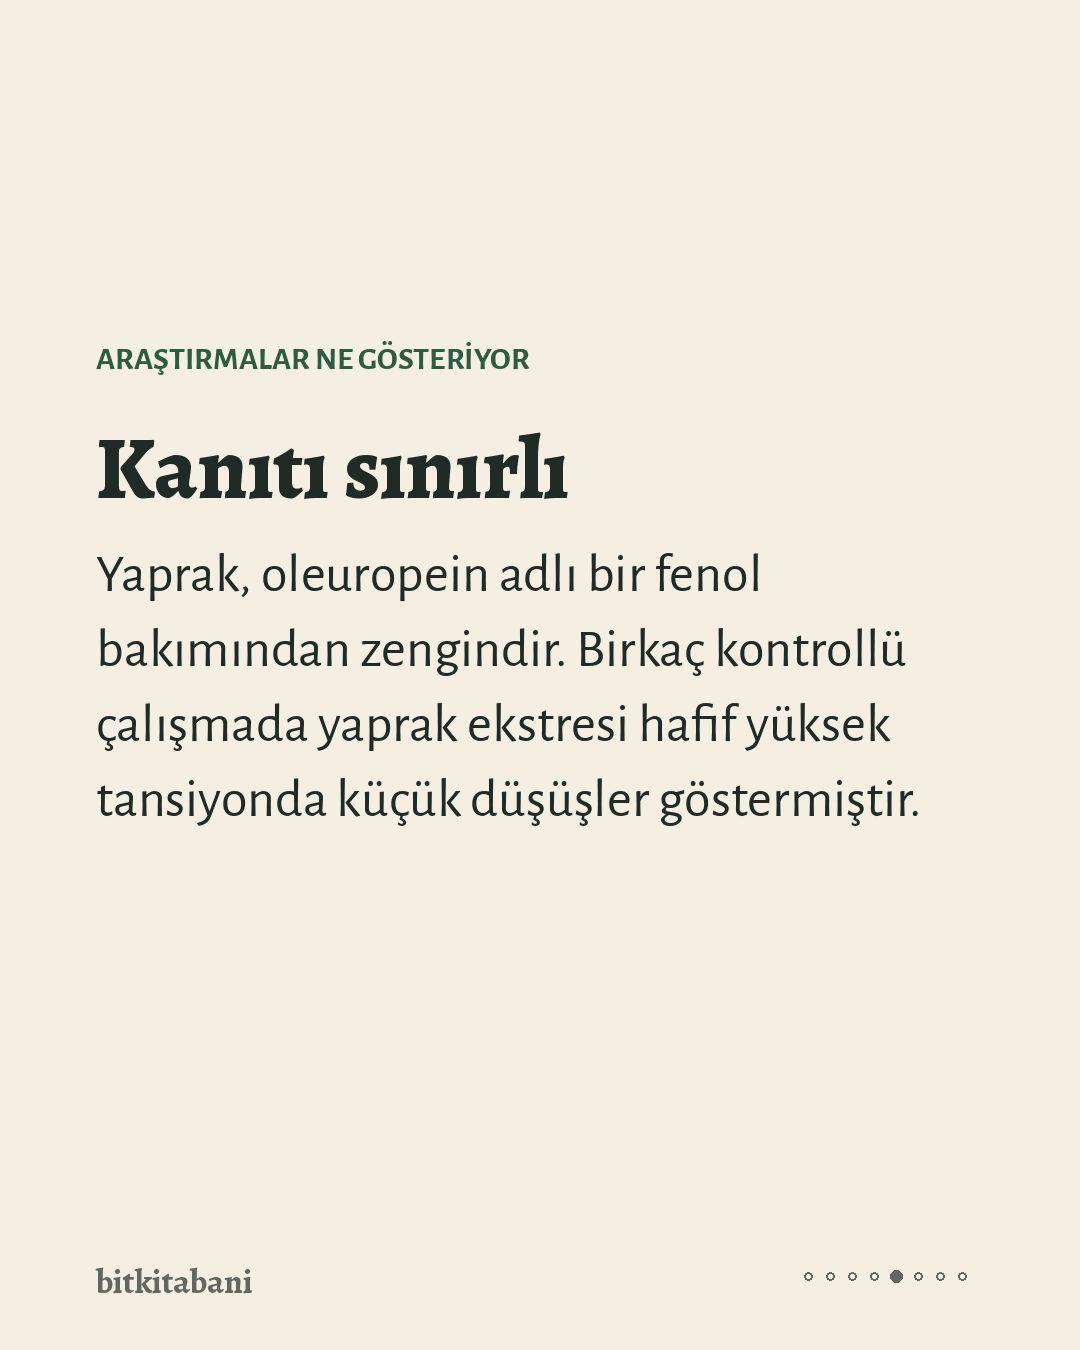 ARAŞTIRMALAR NE GÖSTERİYOR
Kanıtı sınırlı
Yaprak, oleuropein adlı bir fenol
bakımından zengindir. Birkaç kontrollü
çalışmada yaprak ekstresi hafif yüksek
tansiyonda küçük düşüşler göstermiştir.
bitkitabani